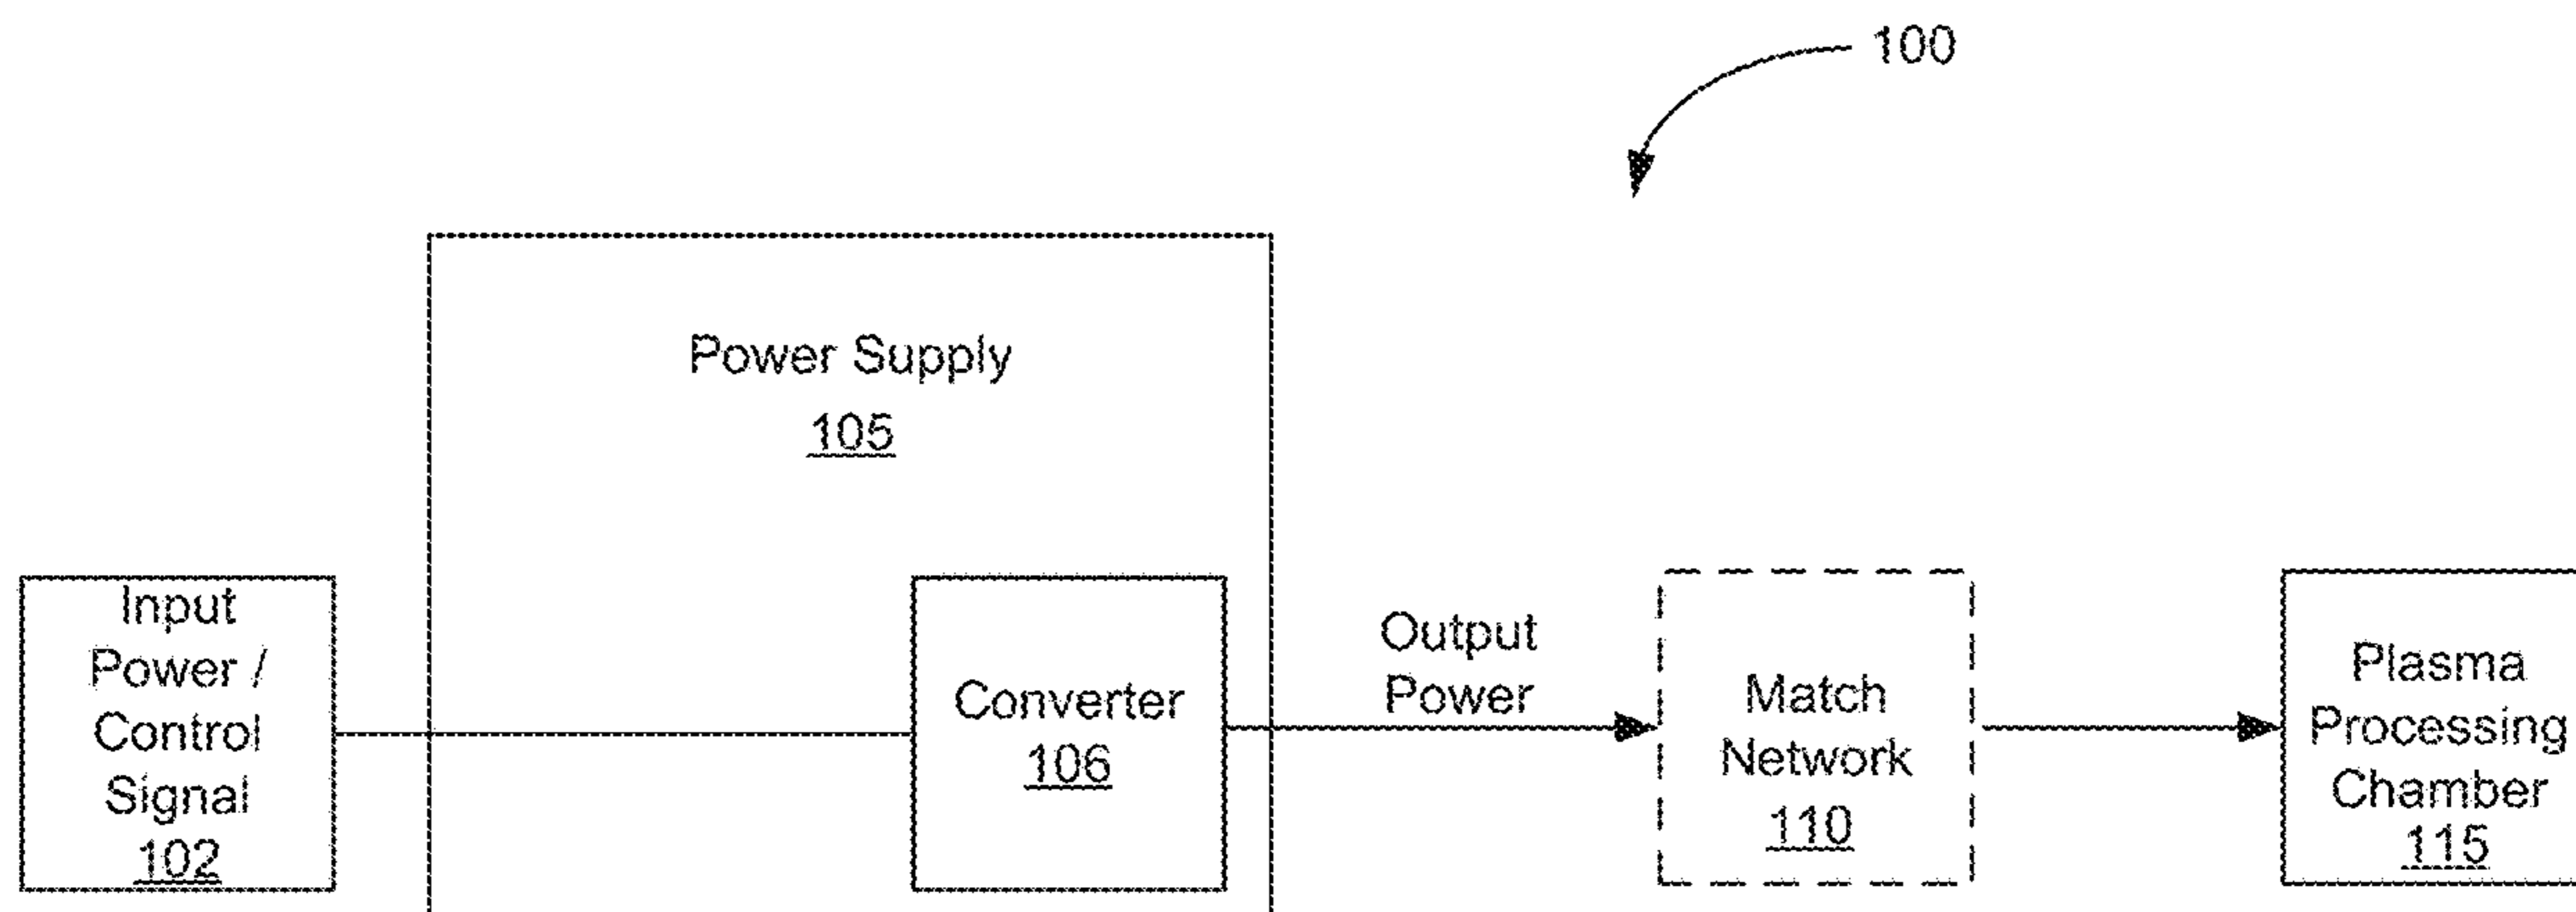 100
Power Supply
105
Input
Power /
Control
Signal
102
Converter
106
Output
Power
Match
Network
110
Plasma
Processing
Chamber
115